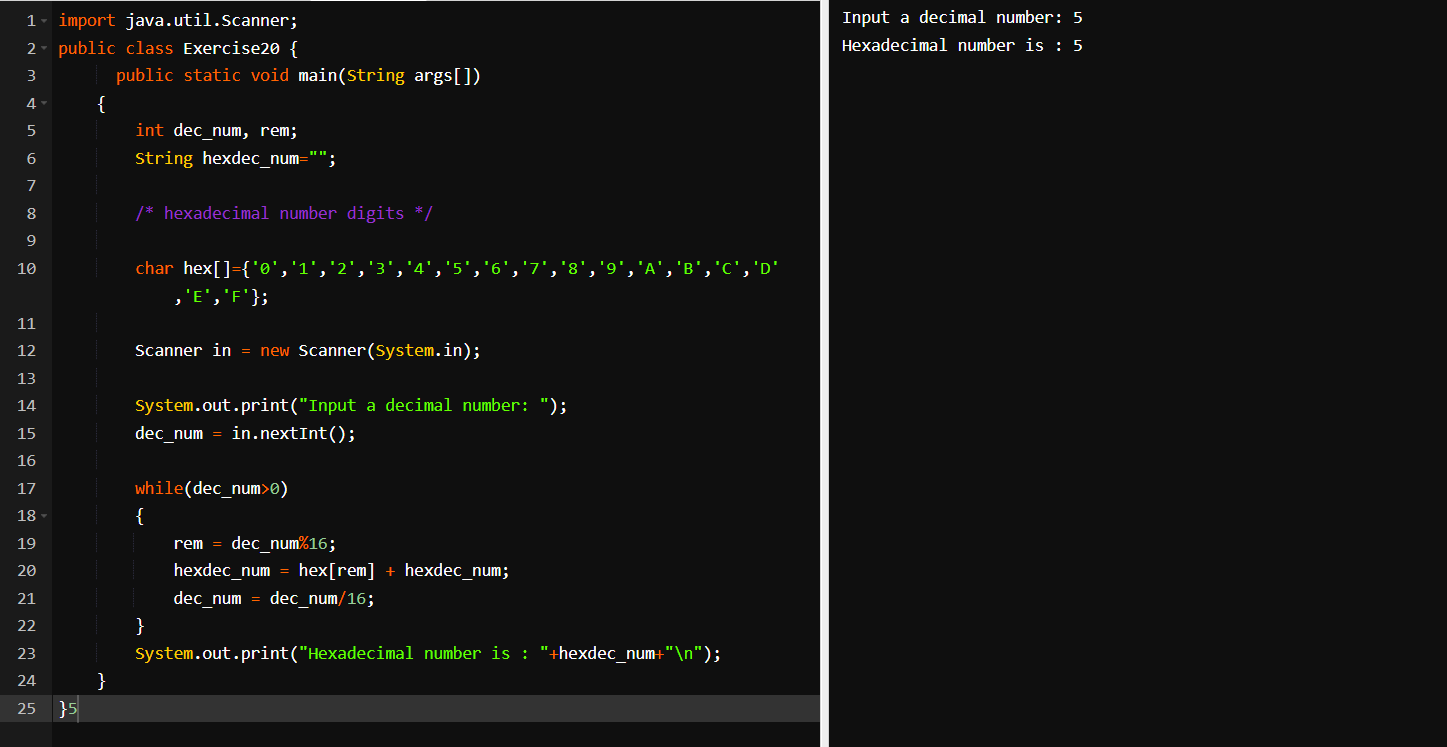 1 import java.util.Scanner;
2 public class Exercise20 {
3 public static void main(String args[])
4 {
5 int dec_num, rem;
6 String hexdec_num="";
7
8 /* hexadecimal number digits */
9
10 char hex[]={'0','1','2','3','4','5','6','7','8','9','A','B','C','D'
,'E','F'};
11
12 Scanner in = new Scanner(System.in);
13
14 System.out.print("Input a decimal number: ");
15 dec_num = in.nextInt();
16
17 while(dec_num>0)
18 {
19 rem = dec_num%16;
20 hexdec_num = hex[rem] + hexdec_num;
21 dec_num = dec_num/16;
22 }
23 System.out.print("Hexadecimal number is : "+hexdec_num+"\n");
24 }
25 }5
Input a decimal number: 5
Hexadecimal number is : 5